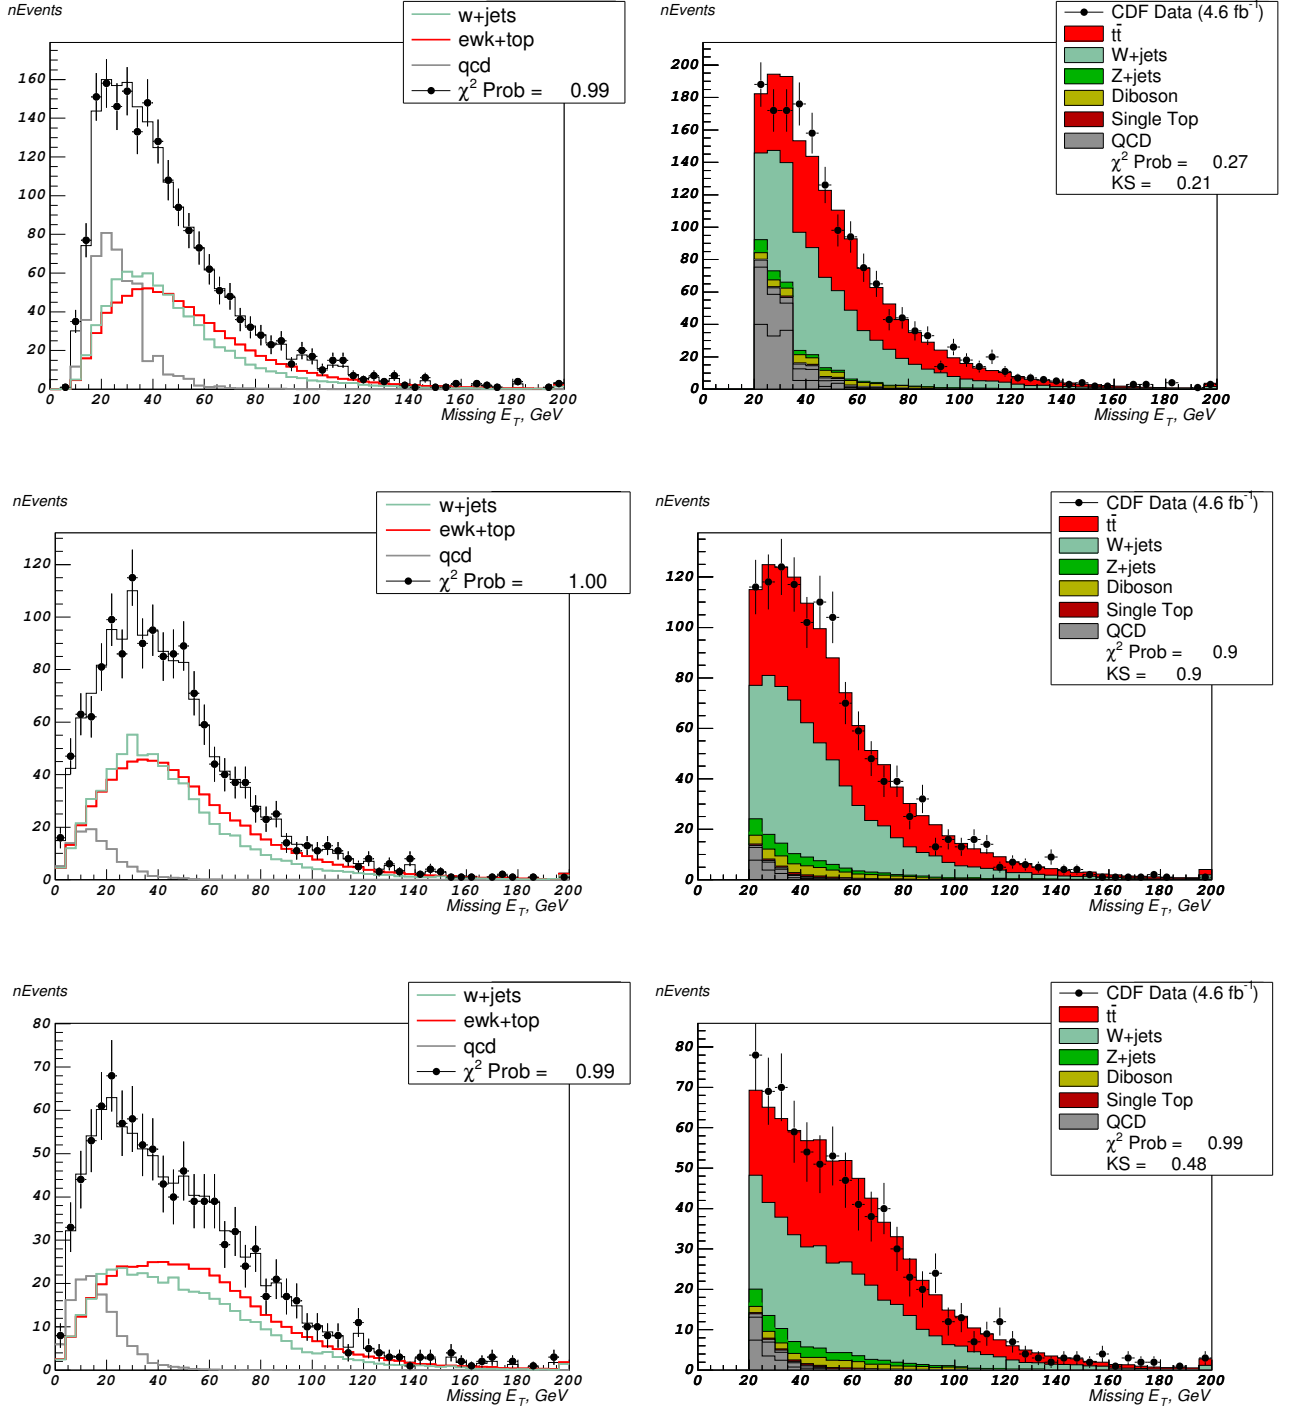 nEvents
w+jets
ewk+top
qcd
χ² Prob = 0.99
160
140
120
100
80
60
40
20
0
0 20 40 60 80 100 120 140 160 180 200
Missing E_T, GeV
nEvents
CDF Data (4.6 fb⁻¹)
tt̄
W+jets
Z+jets
Diboson
Single Top
QCD
χ² Prob = 0.27
KS = 0.21
200
180
160
140
120
100
80
60
40
20
0
0 20 40 60 80 100 120 140 160 180 200
Missing E_T, GeV
nEvents
w+jets
ewk+top
qcd
χ² Prob = 1.00
120
100
80
60
40
20
0
0 20 40 60 80 100 120 140 160 180 200
Missing E_T, GeV
nEvents
CDF Data (4.6 fb⁻¹)
tt̄
W+jets
Z+jets
Diboson
Single Top
QCD
χ² Prob = 0.9
KS = 0.9
120
100
80
60
40
20
0
0 20 40 60 80 100 120 140 160 180 200
Missing E_T, GeV
nEvents
w+jets
ewk+top
qcd
χ² Prob = 0.99
80
70
60
50
40
30
20
10
0
0 20 40 60 80 100 120 140 160 180 200
Missing E_T, GeV
nEvents
CDF Data (4.6 fb⁻¹)
tt̄
W+jets
Z+jets
Diboson
Single Top
QCD
χ² Prob = 0.99
KS = 0.48
80
70
60
50
40
30
20
10
0
0 20 40 60 80 100 120 140 160 180 200
Missing E_T, GeV